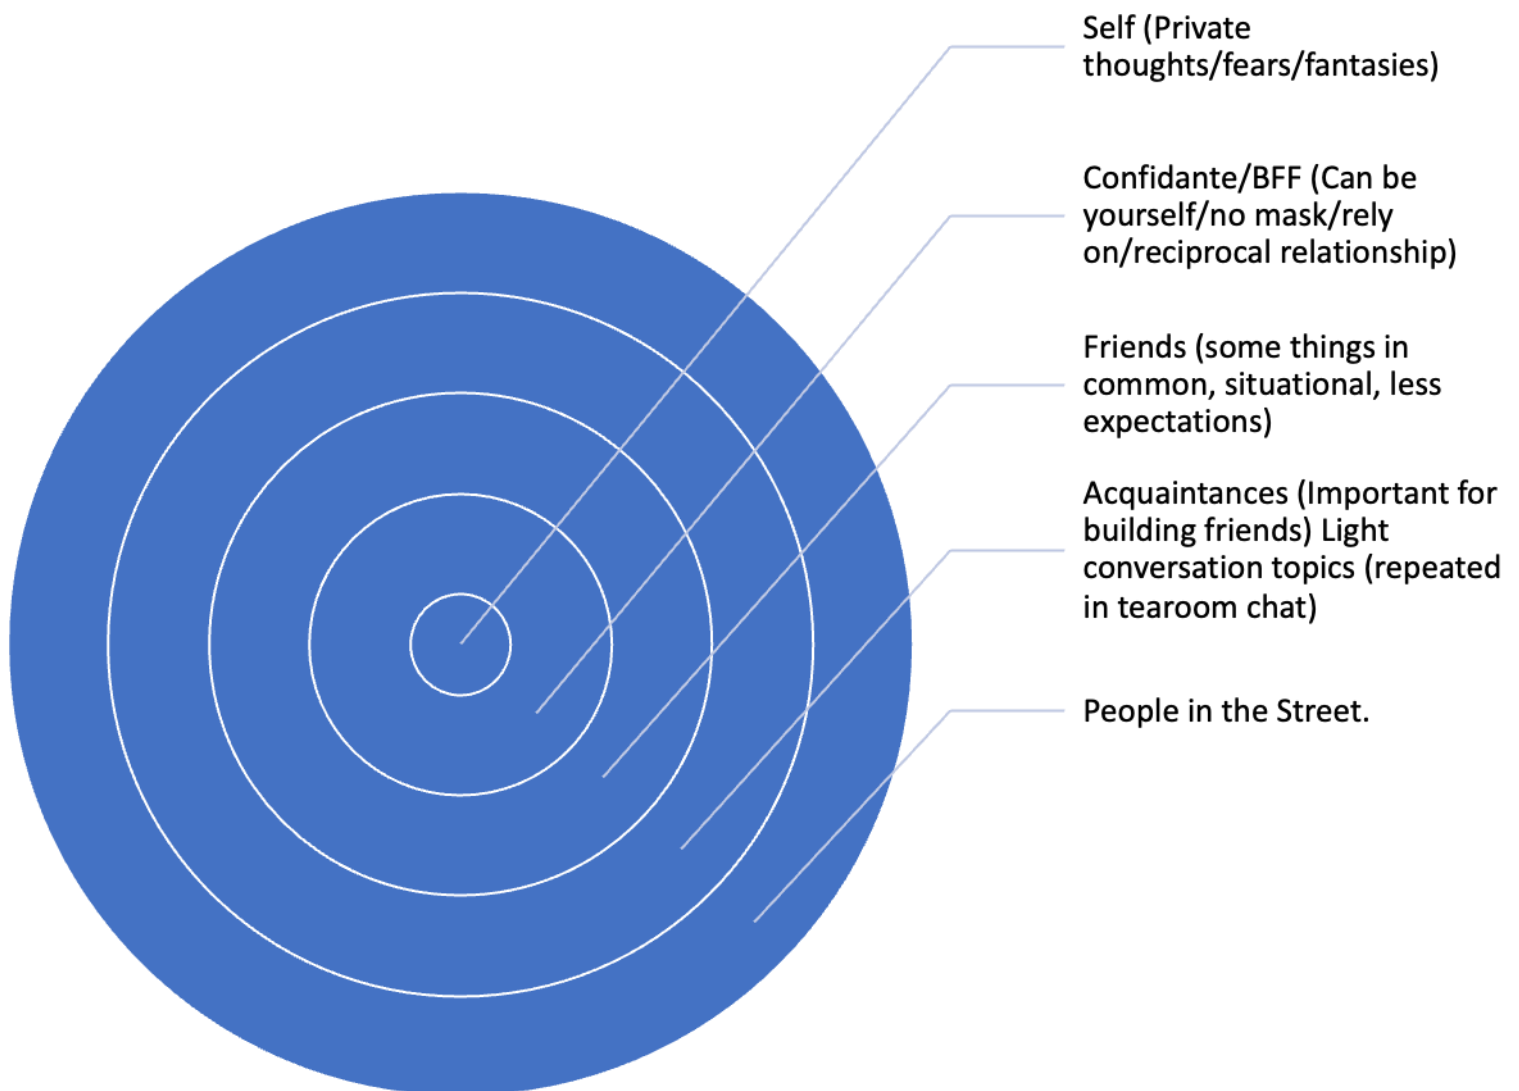 Self (Private
thoughts/fears/fantasies)
Confidante/BFF (Can be
yourself/no mask/rely
on/reciprocal relationship)
Friends (some things in
common, situational, less
expectations)
Acquaintances (Important for
building friends) Light
conversation topics (repeated
in tearoom chat)
People in the Street.